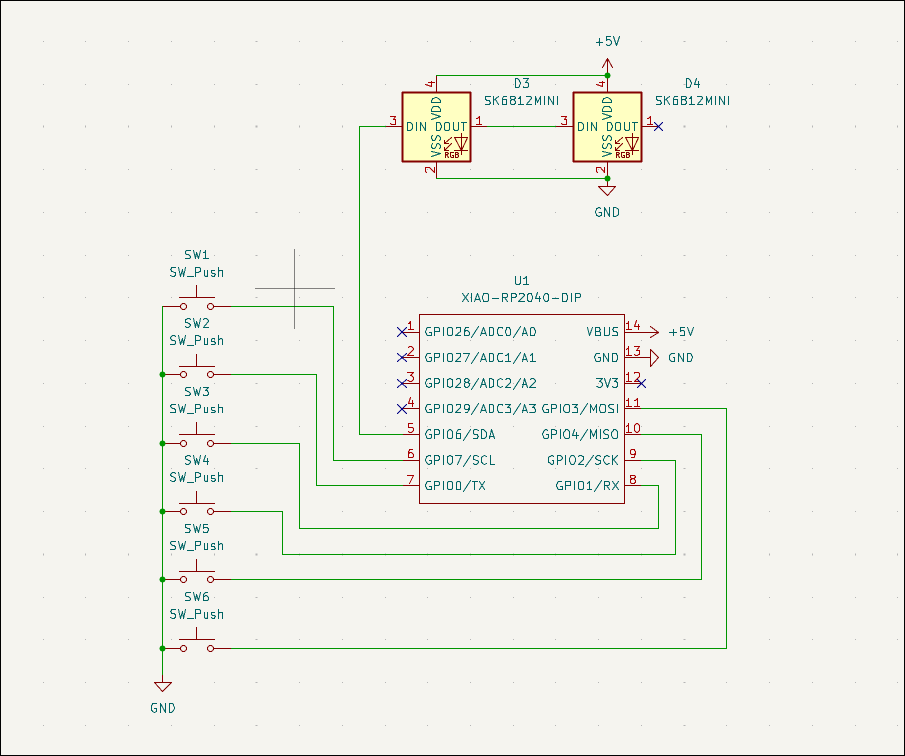 +5V
D3
SK6812MINI
D4
SK6812MINI
4
VDD
3
DIN
DOUT
1
VSS
RGB
2
4
VDD
3
DIN
DOUT
1
VSS
RGB
2
GND
SW1
SW_Push
SW2
SW_Push
SW3
SW_Push
SW4
SW_Push
SW5
SW_Push
SW6
SW_Push
GND
U1
XIAO-RP2040-DIP
1 GPIO26/ADC0/A0
2 GPIO27/ADC1/A1
3 GPIO28/ADC2/A2
4 GPIO29/ADC3/A3
5 GPIO6/SDA
6 GPIO7/SCL
7 GPIO0/TX
VBUS 14 +5V
GND 13 GND
3V3 12
GPIO3/MOSI 11
GPIO4/MISO 10
GPIO2/SCK 9
GPIO1/RX 8